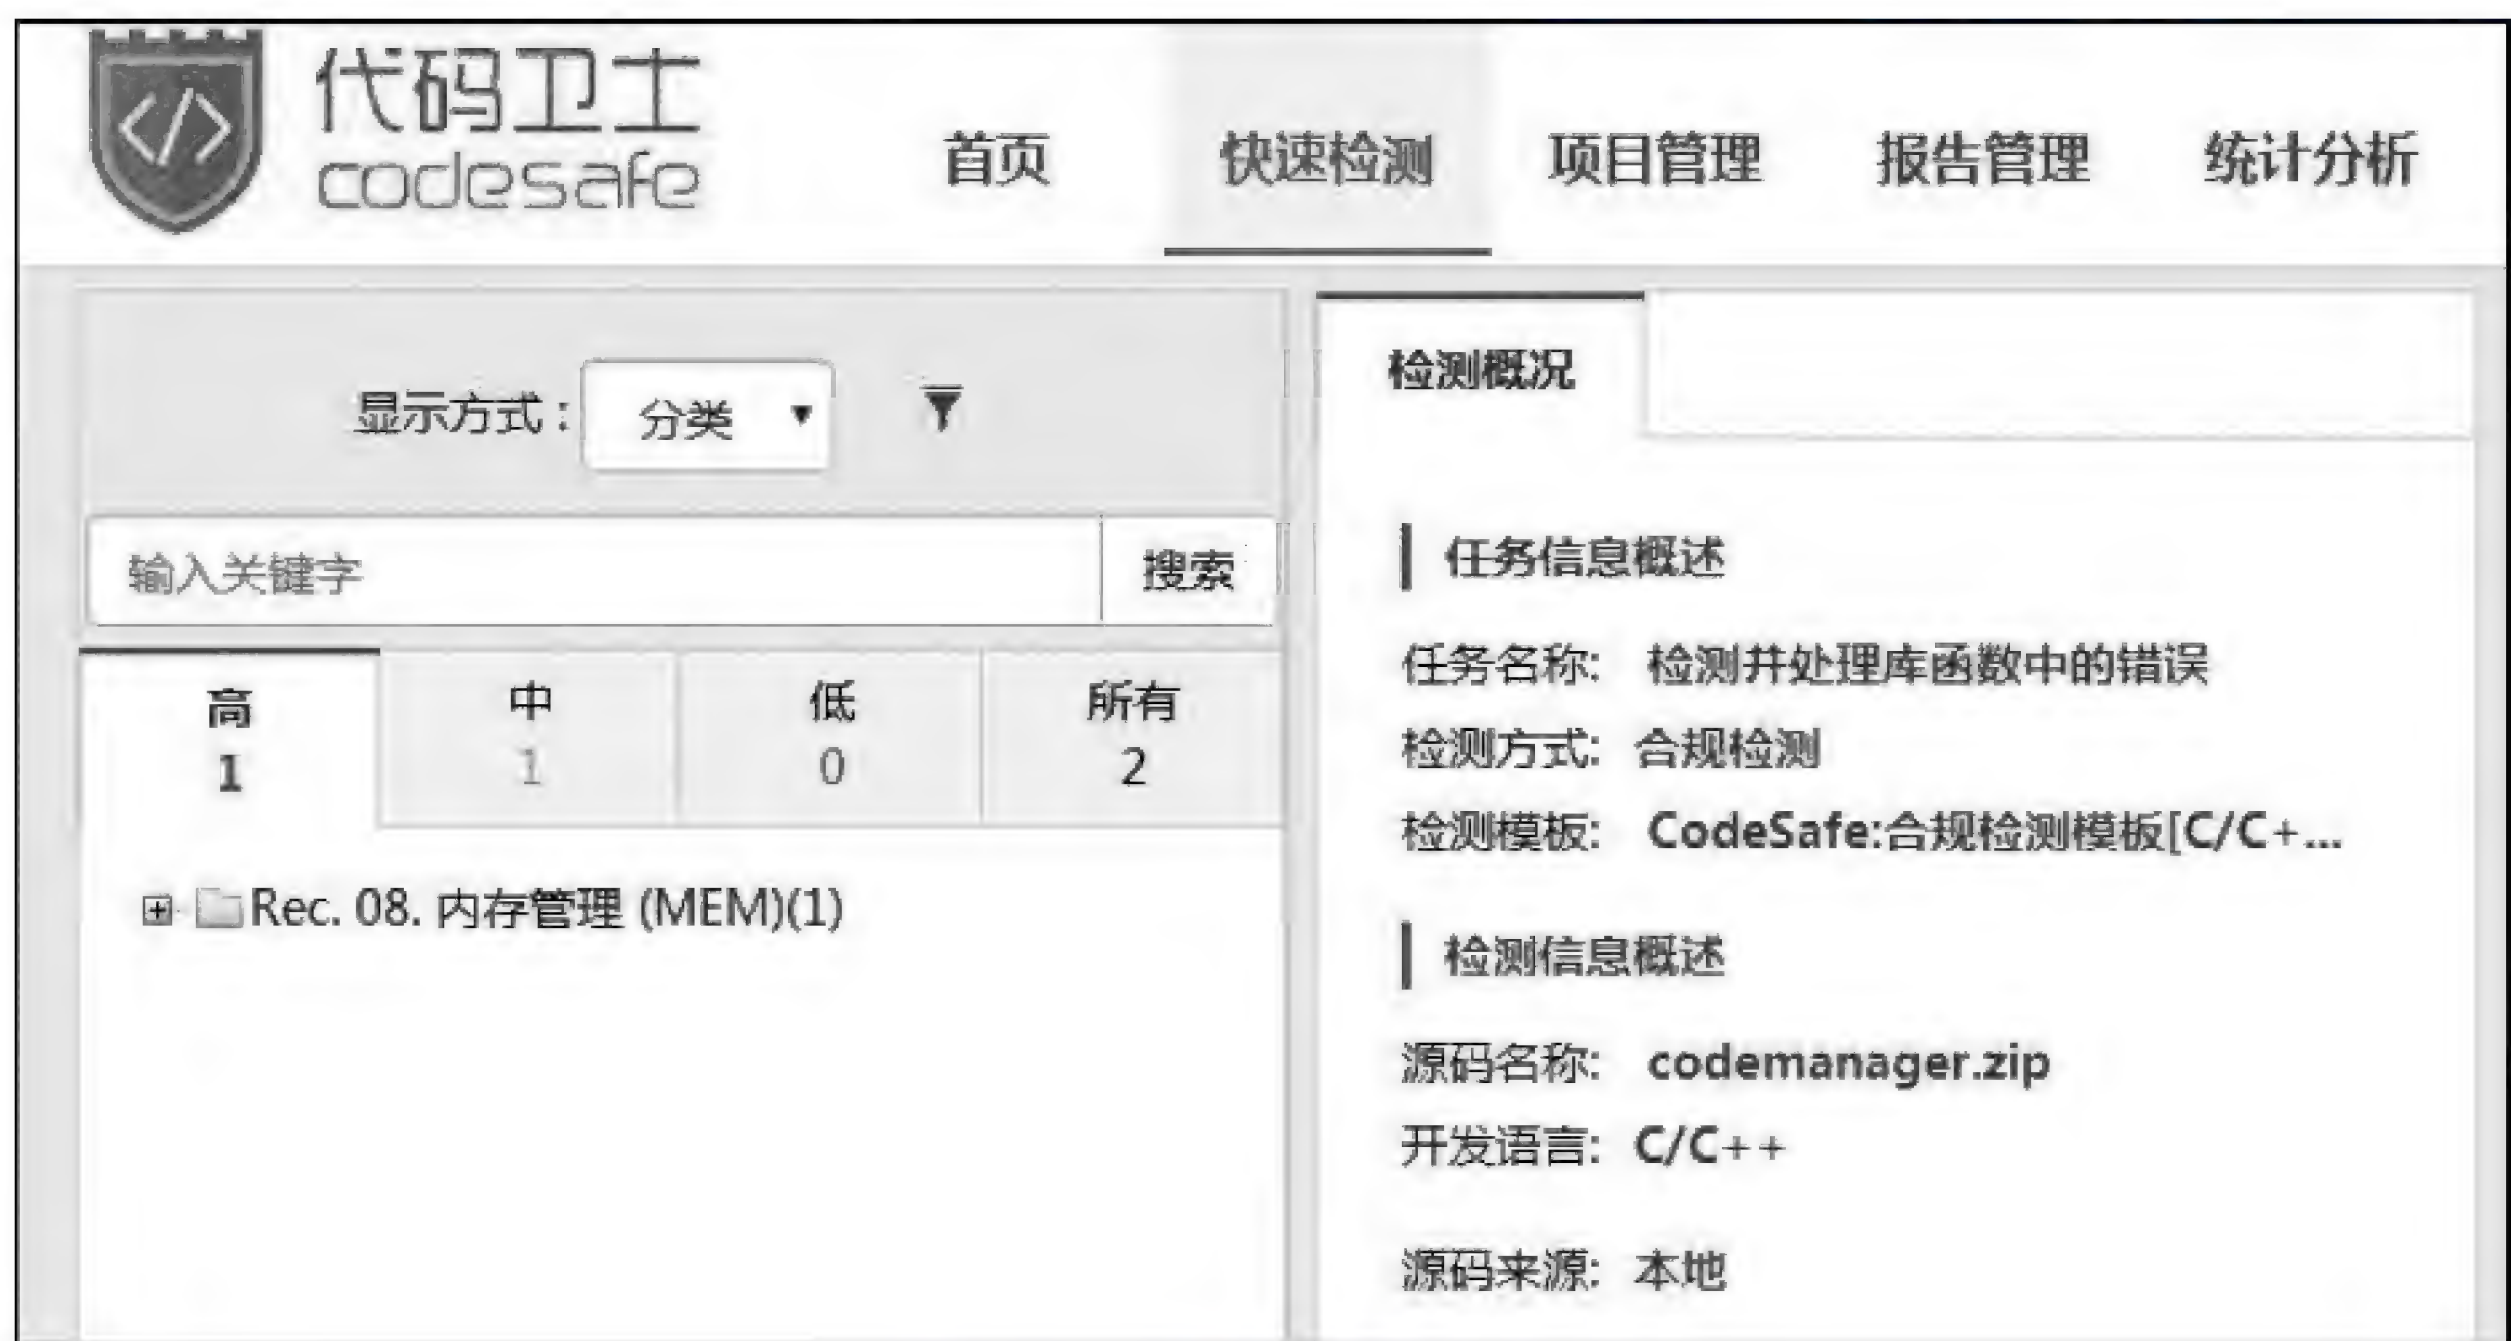 代码卫士
codesafe
首页 快速检测 项目管理 报告管理 统计分析
显示方式： 分类
输入关键字 搜索
高 中 低 所有
1 1 0 2
Rec. 08. 内存管理 (MEM)(1)
检测概况
任务信息概述
任务名称: 检测并处理库函数中的错误
检测方式: 合规检测
检测模板: CodeSafe:合规检测模板[C/C+...
检测信息概述
源码名称: codemanager.zip
开发语言: C/C++
源码来源: 本地